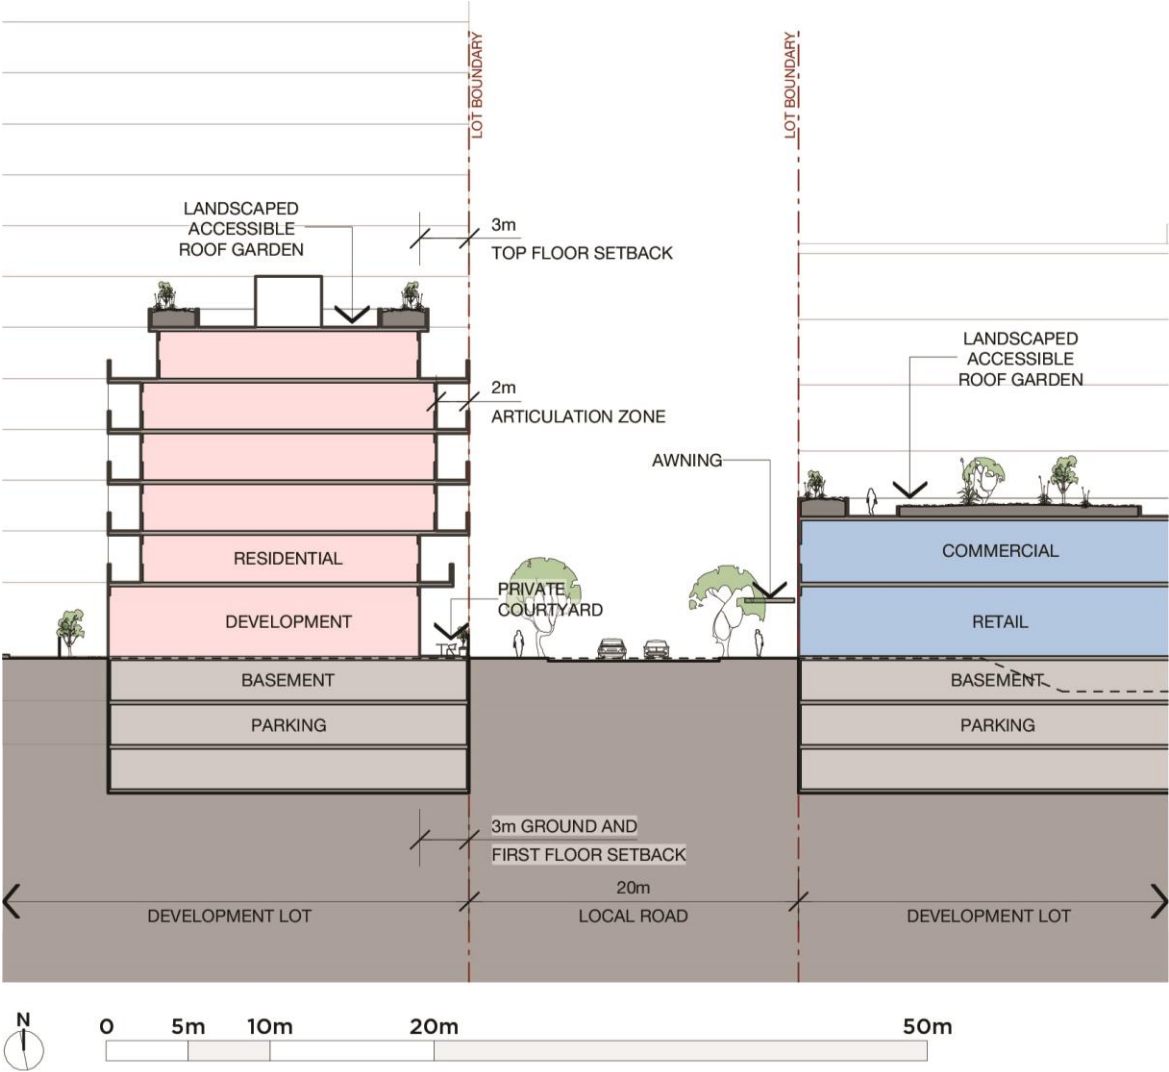 LOT BOUNDARY
LOT BOUNDARY
LANDSCAPED
ACCESSIBLE
ROOF GARDEN
3m
TOP FLOOR SETBACK
2m
ARTICULATION ZONE
LANDSCAPED
ACCESSIBLE
ROOF GARDEN
AWNING
RESIDENTIAL
DEVELOPMENT
PRIVATE
COURTYARD
COMMERCIAL
RETAIL
BASEMENT
PARKING
BASEMENT
PARKING
3m GROUND AND
FIRST FLOOR SETBACK
20m
DEVELOPMENT LOT
LOCAL ROAD
DEVELOPMENT LOT
N
0 5m 10m 20m 50m